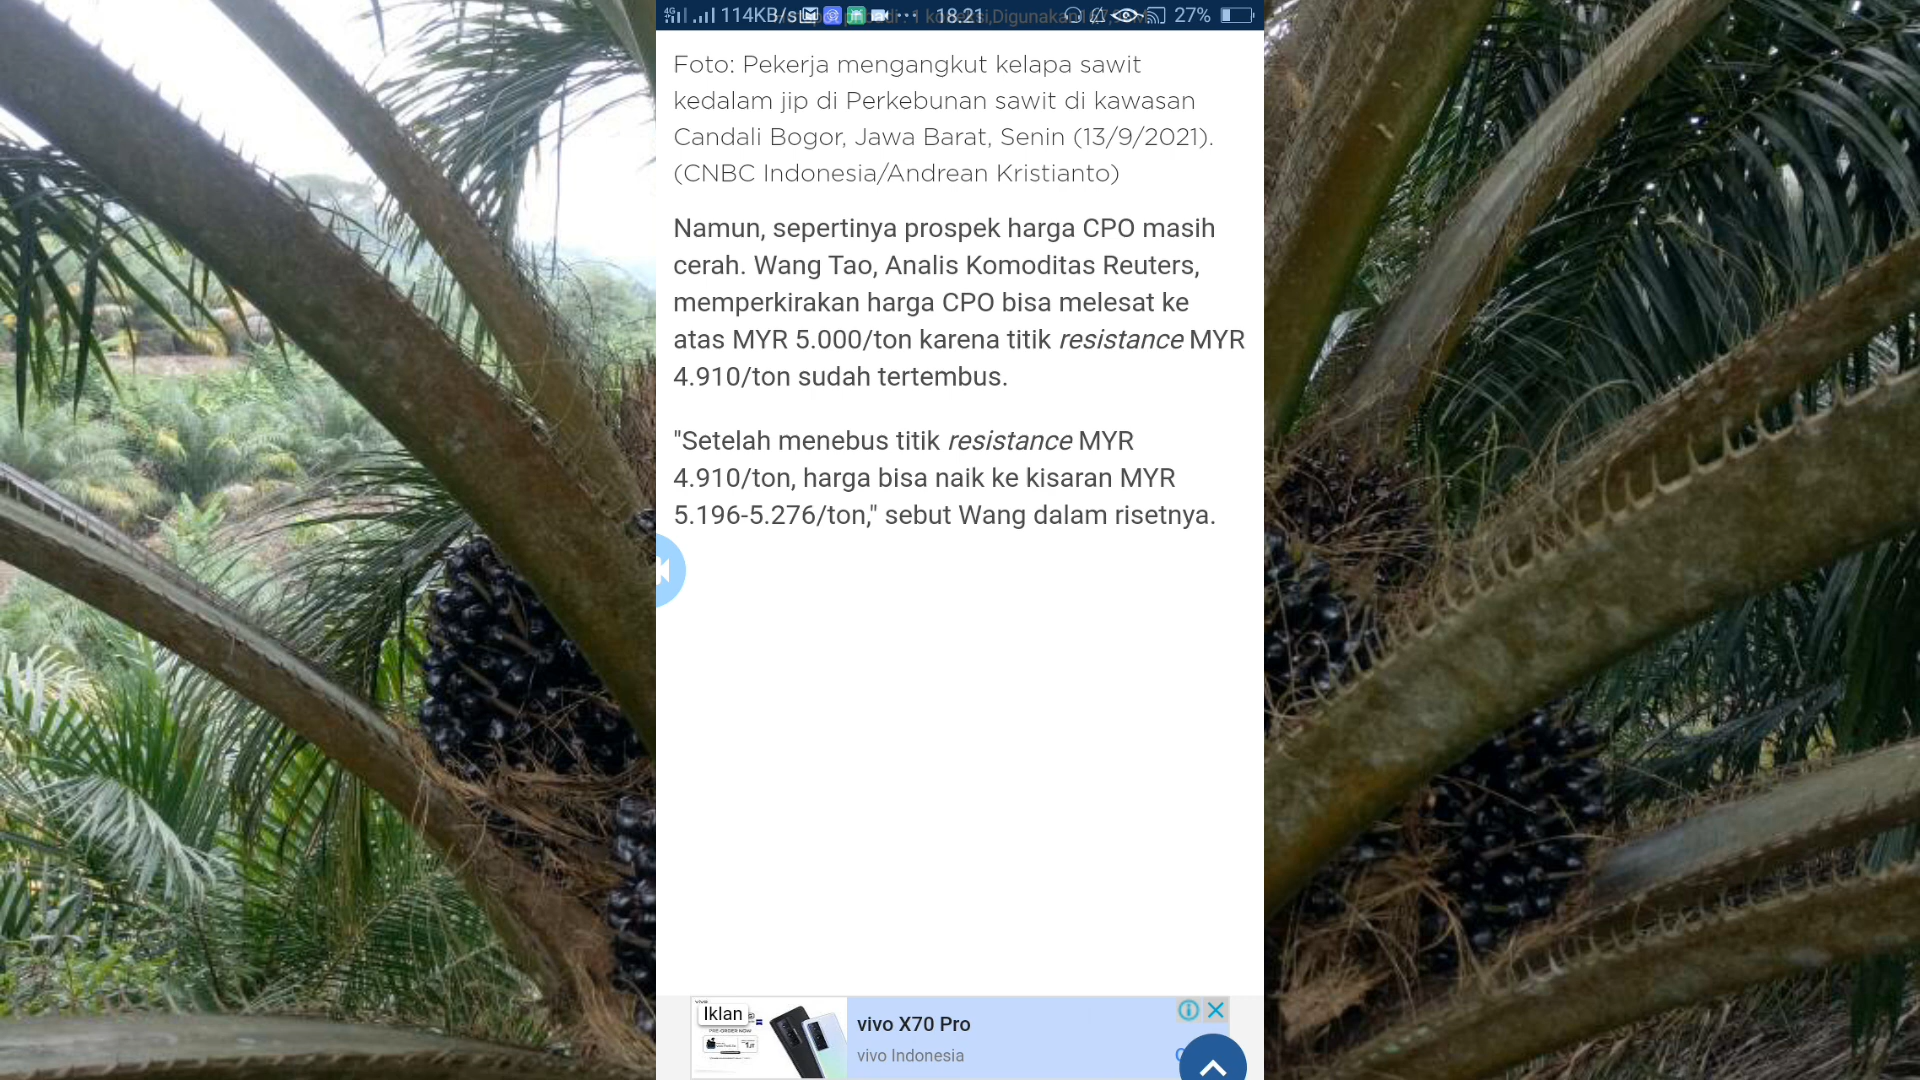 114KB/s
18.21
27%
Foto: Pekerja mengangkut kelapa sawit
kedalam jip di Perkebunan sawit di kawasan
Candali Bogor, Jawa Barat, Senin (13/9/2021).
(CNBC Indonesia/Andrean Kristianto)
Namun, sepertinya prospek harga CPO masih
cerah. Wang Tao, Analis Komoditas Reuters,
memperkirakan harga CPO bisa melesat ke
atas MYR 5.000/ton karena titik resistance MYR
4.910/ton sudah tertembus.
"Setelah menebus titik resistance MYR
4.910/ton, harga bisa naik ke kisaran MYR
5.196-5.276/ton," sebut Wang dalam risetnya.
Iklan
vivo X70 Pro
vivo Indonesia